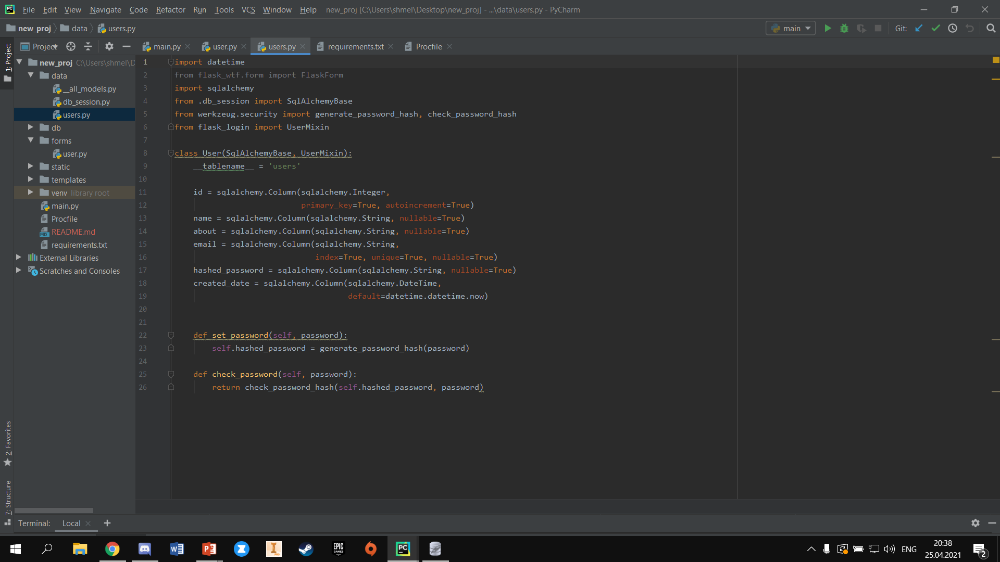 File Edit View Navigate Code Refactor Run Tools VCS Window Help new_proj [C:\Users\shmel\Desktop\new_proj] - ...\data\users.py - PyCharm
new_proj data users.py main Git:
1: Project
Project main.py user.py users.py requirements.txt Procfile
new_proj C:\Users\shmel\D
data
__all_models.py
db_session.py
users.py
db
forms
user.py
static
templates
venv library root
main.py
Procfile
README.md
requirements.txt
External Libraries
Scratches and Consoles
1 import datetime
2 from flask_wtf.form import FlaskForm
3 import sqlalchemy
4 from .db_session import SqlAlchemyBase
5 from werkzeug.security import generate_password_hash, check_password_hash
6 from flask_login import UserMixin
7
8 class User(SqlAlchemyBase, UserMixin):
9 __tablename__ = 'users'
10
11 id = sqlalchemy.Column(sqlalchemy.Integer,
12 primary_key=True, autoincrement=True)
13 name = sqlalchemy.Column(sqlalchemy.String, nullable=True)
14 about = sqlalchemy.Column(sqlalchemy.String, nullable=True)
15 email = sqlalchemy.Column(sqlalchemy.String,
16 index=True, unique=True, nullable=True)
17 hashed_password = sqlalchemy.Column(sqlalchemy.String, nullable=True)
18 created_date = sqlalchemy.Column(sqlalchemy.DateTime,
19 default=datetime.datetime.now)
20
21
22 def set_password(self, password):
23 self.hashed_password = generate_password_hash(password)
24
25 def check_password(self, password):
26 return check_password_hash(self.hashed_password, password)
2: Favorites
7: Structure
Terminal: Local +
EPIC GAMES
PC
ENG
20:38
25.04.2021
2